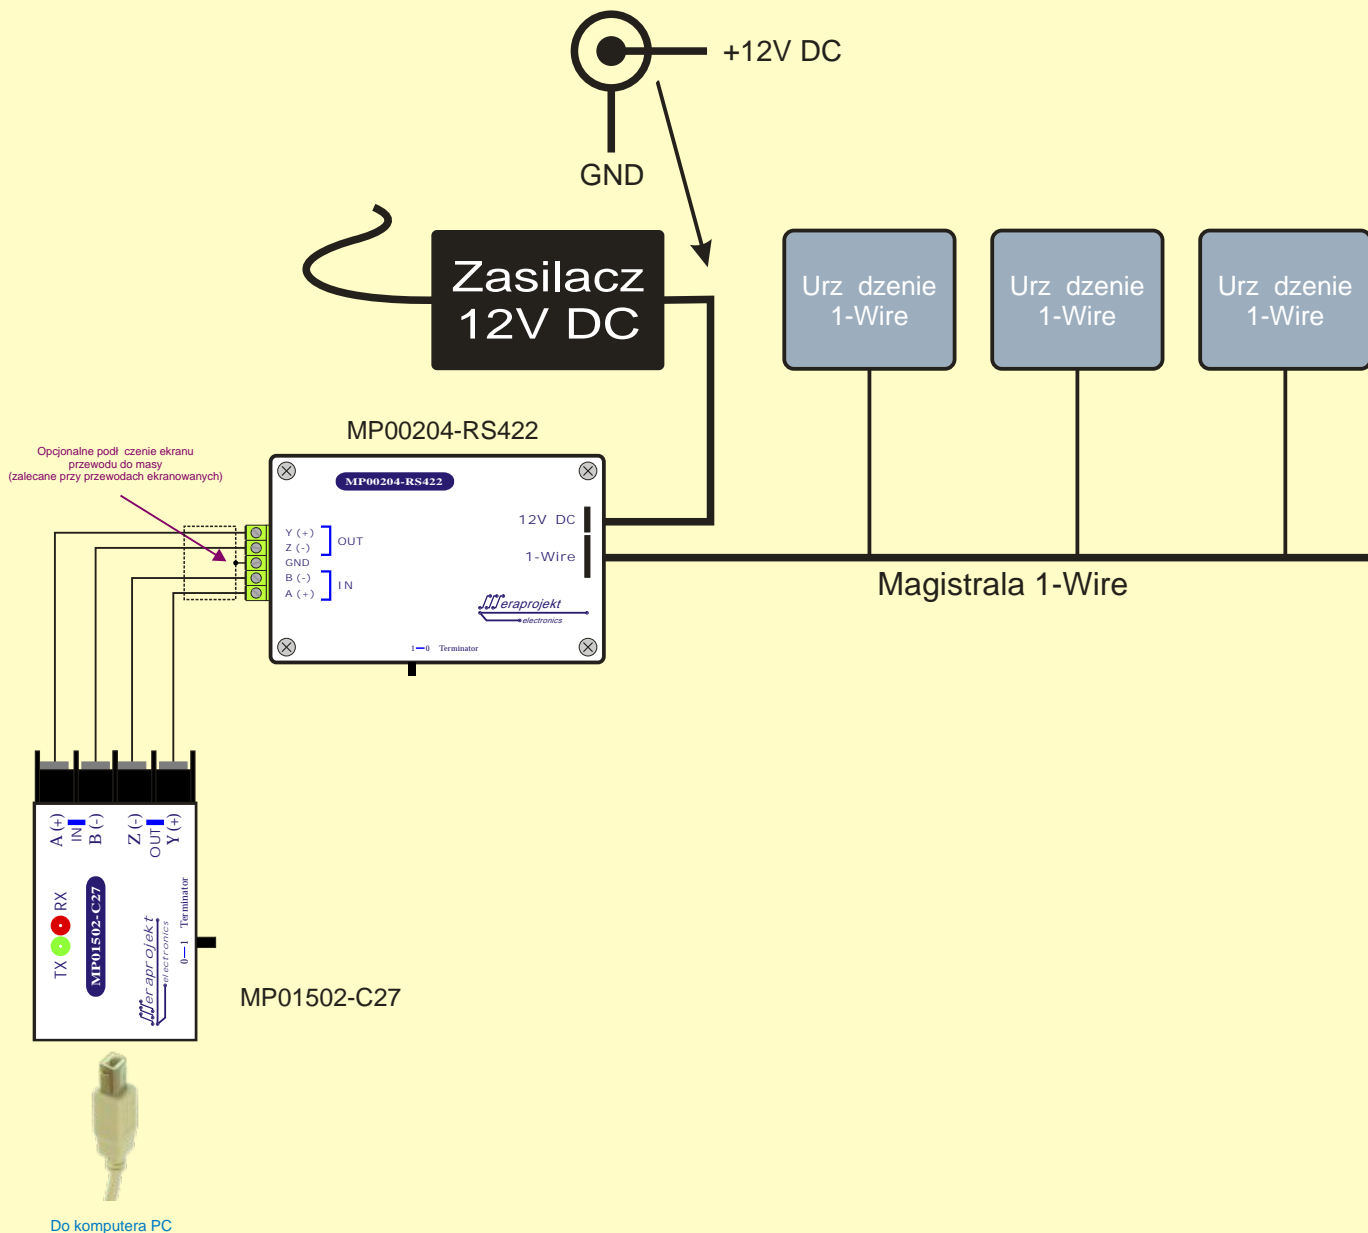 +12V DC
GND
Zasilacz
12V DC
Urz dzenie
1-Wire
Urz dzenie
1-Wire
Urz dzenie
1-Wire
MP00204-RS422
Opcjonalne podł czenie ekranu
przewodu do masy
(zalecane przy przewodach ekranowanych)
MP00204-RS422
Y (+)
Z (-)
OUT
GND
B (-)
A (+)
IN
12V DC
1-Wire
Meraprojekt
electronics
1—0 Terminator
Magistrala 1-Wire
A (+)
IN
B (-)
Z (-)
OUT
Y (+)
TX
RX
MP01502-C27
Meraprojekt
electronics
0—1 Terminator
MP01502-C27
Do komputera PC